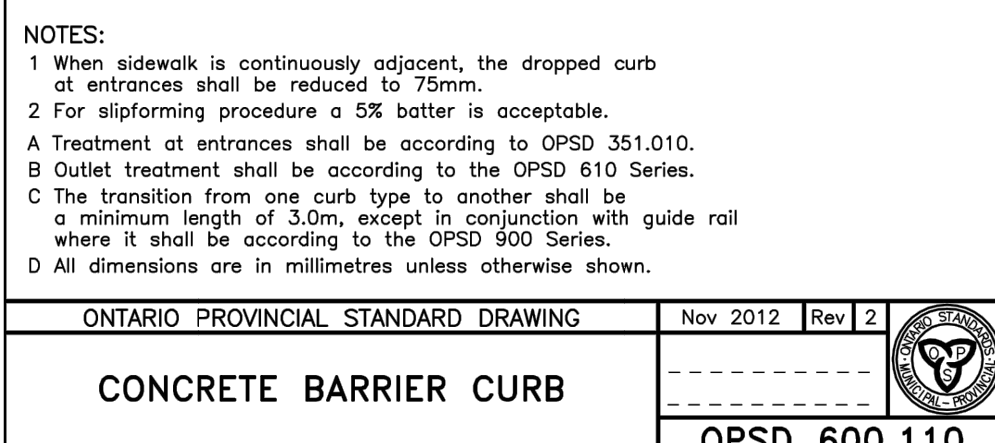 NOTES:
1 When sidewalk is continuously adjacent, the dropped curb
at entrances shall be reduced to 75mm.
2 For slipforming procedure a 5% batter is acceptable.
A Treatment at entrances shall be according to OPSD 351.010.
B Outlet treatment shall be according to the OPSD 610 Series.
C The transition from one curb type to another shall be
a minimum length of 3.0m, except in conjunction with guide rail
where it shall be according to the OPSD 900 Series.
D All dimensions are in millimetres unless otherwise shown.
ONTARIO PROVINCIAL STANDARD DRAWING
Nov 2012 Rev 2
ONTARIO STANDARDS
MUNICIPAL - PROVINCIAL
O P
S
CONCRETE BARRIER CURB
OPSD 600.110